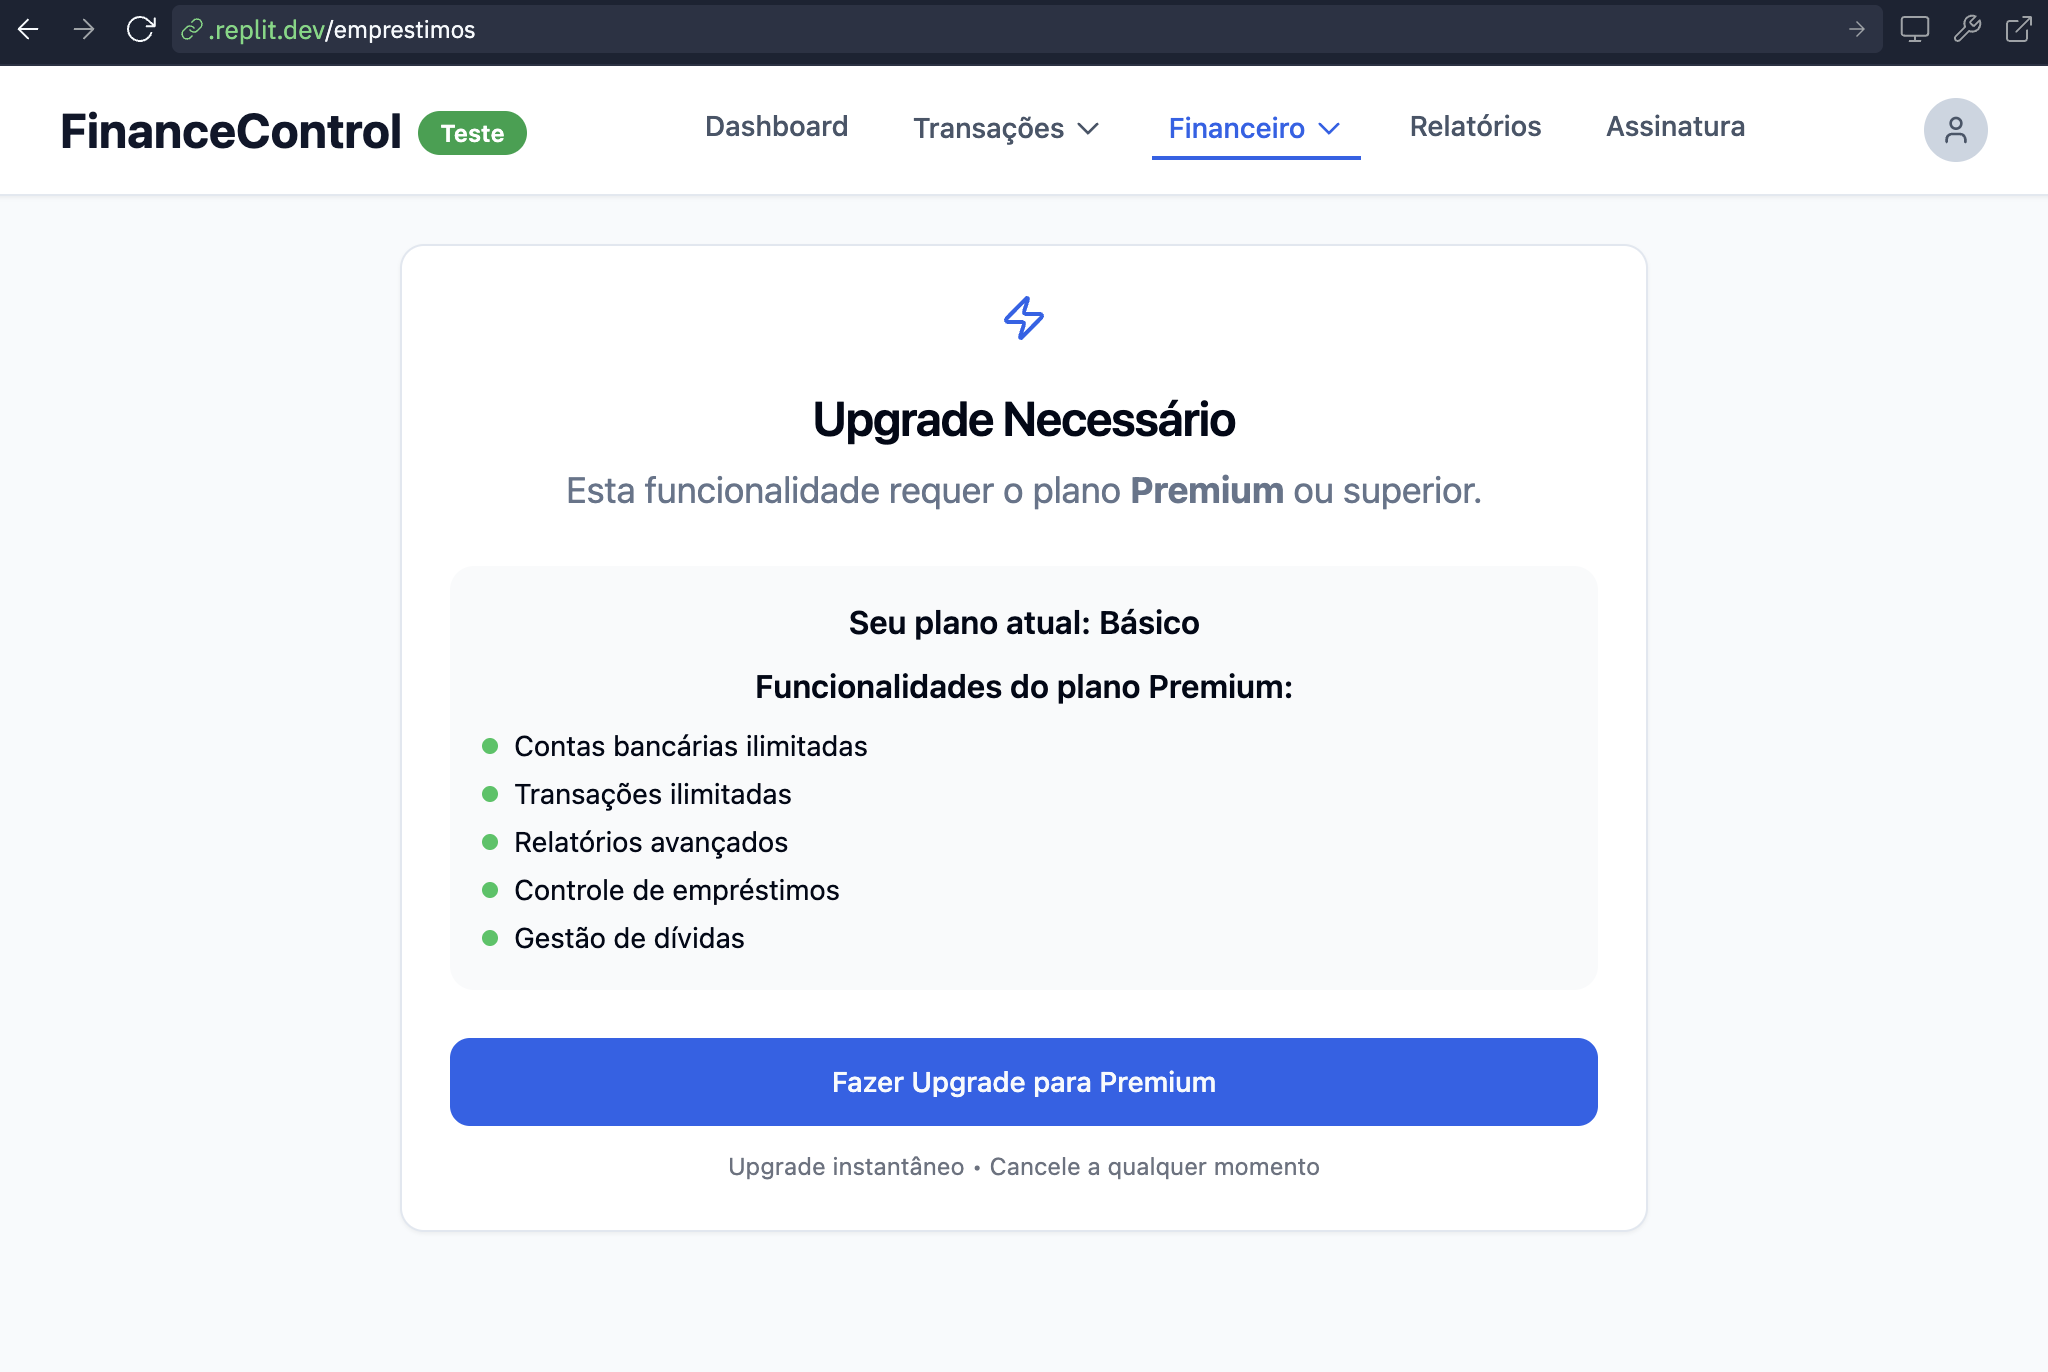 .replit.dev/emprestimos
FinanceControl Teste Dashboard Transações Financeiro Relatórios Assinatura
Upgrade Necessário
Esta funcionalidade requer o plano Premium ou superior.
Seu plano atual: Básico
Funcionalidades do plano Premium:
Contas bancárias ilimitadas
Transações ilimitadas
Relatórios avançados
Controle de empréstimos
Gestão de dívidas
Fazer Upgrade para Premium
Upgrade instantâneo • Cancele a qualquer momento